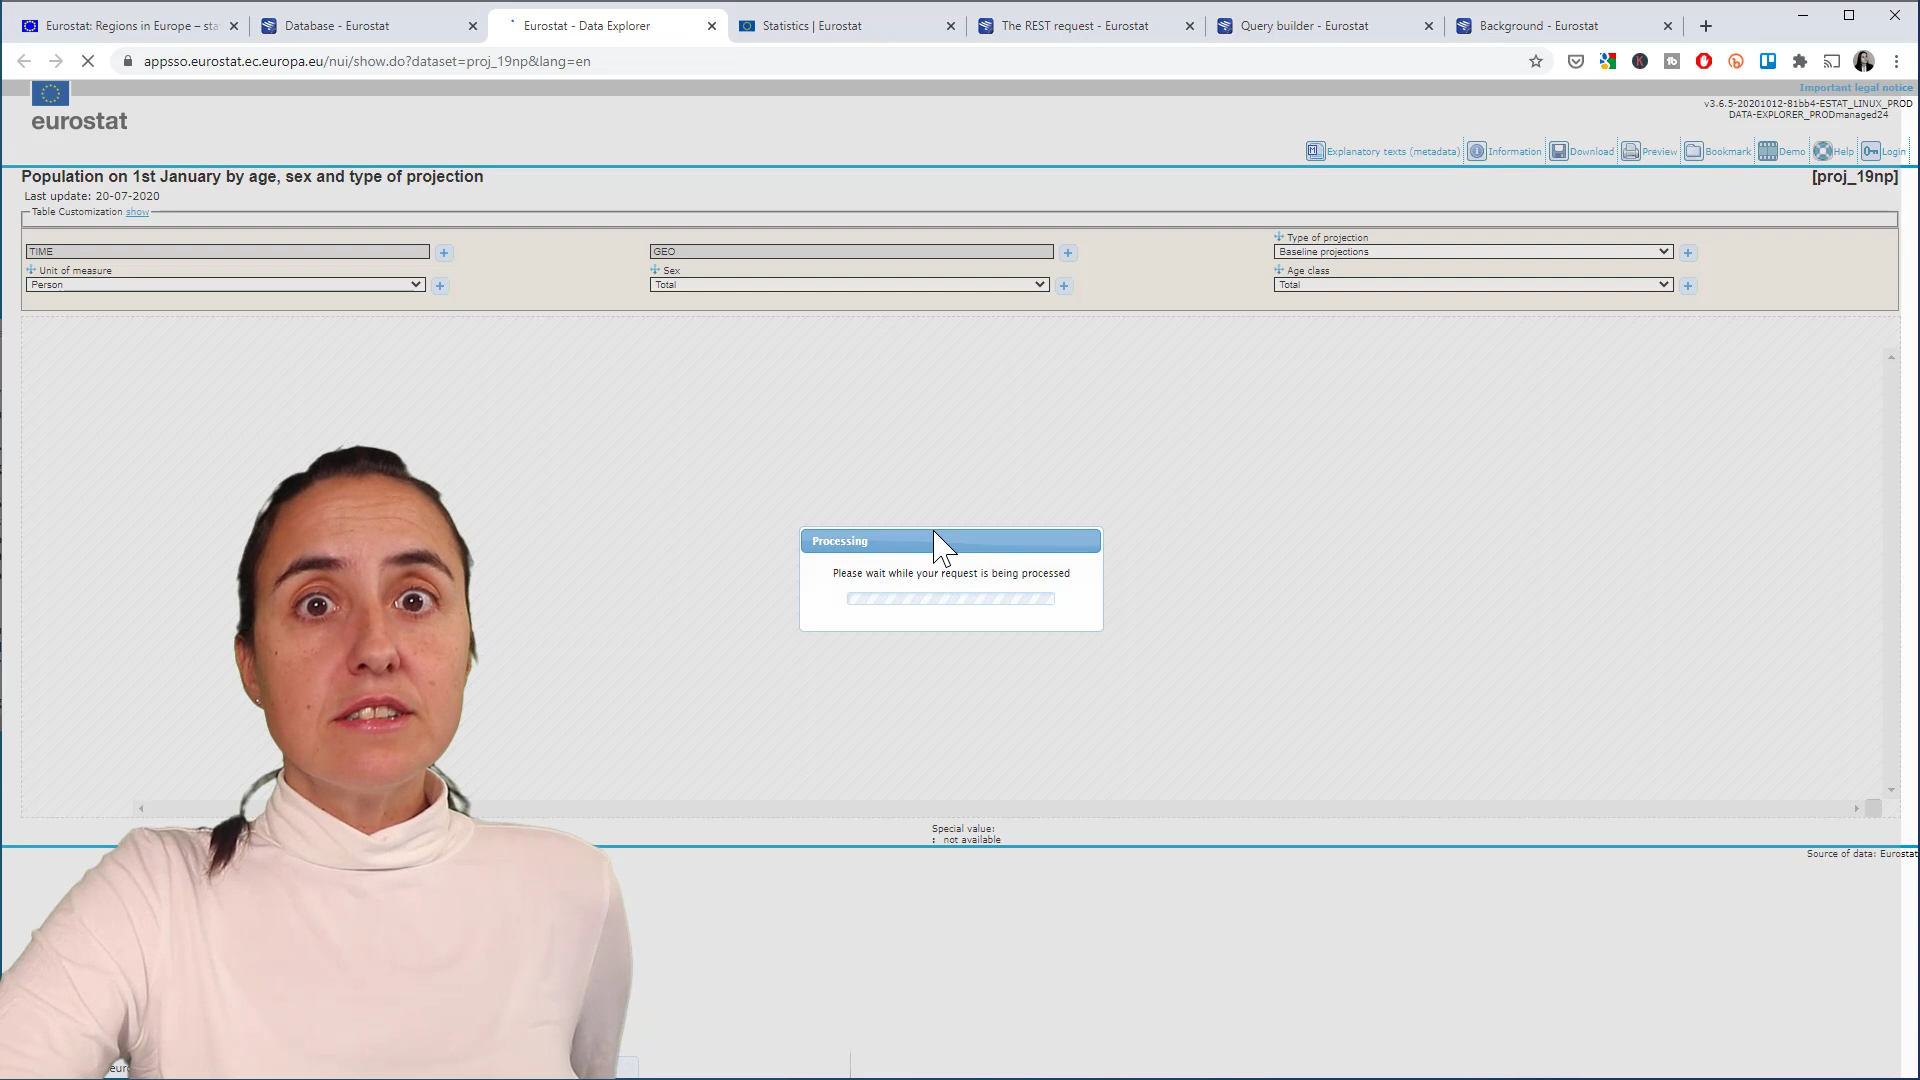 Eurostat: Regions in Europe – sta
Database - Eurostat
Eurostat - Data Explorer
Statistics | Eurostat
The REST request - Eurostat
Query builder - Eurostat
Background - Eurostat
appsso.eurostat.ec.europa.eu/nui/show.do?dataset=proj_19np&lang=en
Important legal notice
eurostat
v3.6.5-20201012-81bb4-ESTAT_LINUX_PROD
DATA-EXPLORER_PRODmanaged24
Explanatory texts (metadata)
Information
Download
Preview
Bookmark
Demo
Help
Login
Population on 1st January by age, sex and type of projection
[proj_19np]
Last update: 20-07-2020
Table Customization show
TIME
GEO
Type of projection
Baseline projections
Unit of measure
Person
Sex
Total
Age class
Total
Processing
Please wait while your request is being processed
Special value:
: not available
Source of data: Eurostat